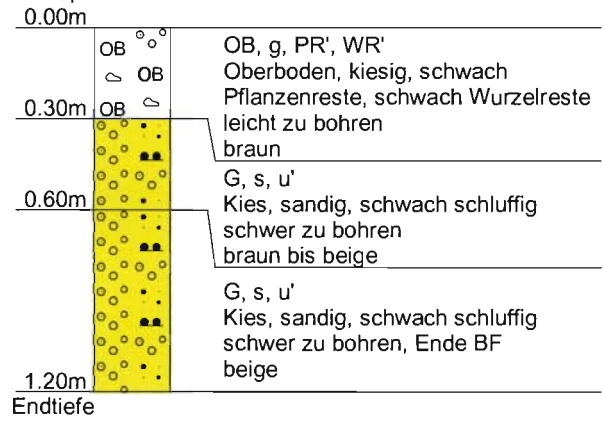 0.00m
OB
OB
OB
OB, g, PR', WR'
Oberboden, kiesig, schwach
Pflanzenreste, schwach Wurzelreste
leicht zu bohren
braun
0.30m
G, s, u'
Kies, sandig, schwach schluffig
schwer zu bohren
braun bis beige
0.60m
G, s, u'
Kies, sandig, schwach schluffig
schwer zu bohren, Ende BF
beige
1.20m
Endtiefe